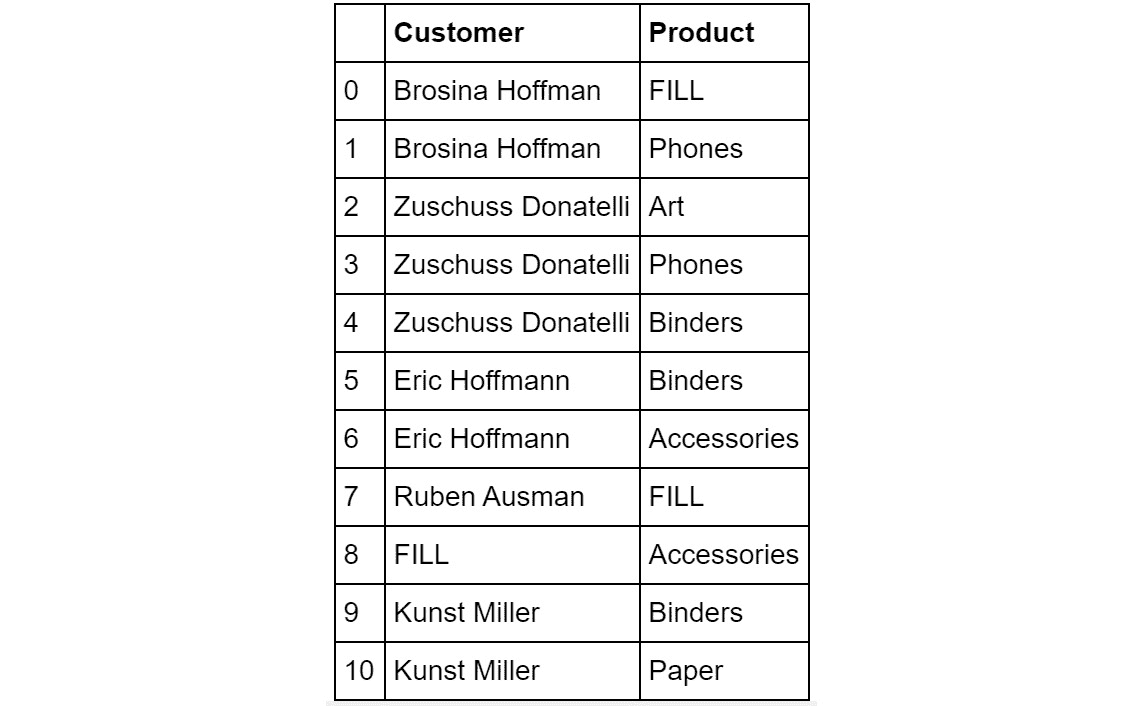 Customer Product
0 Brosina Hoffman FILL
1 Brosina Hoffman Phones
2 Zuschuss Donatelli Art
3 Zuschuss Donatelli Phones
4 Zuschuss Donatelli Binders
5 Eric Hoffmann Binders
6 Eric Hoffmann Accessories
7 Ruben Ausman FILL
8 FILL Accessories
9 Kunst Miller Binders
10 Kunst Miller Paper